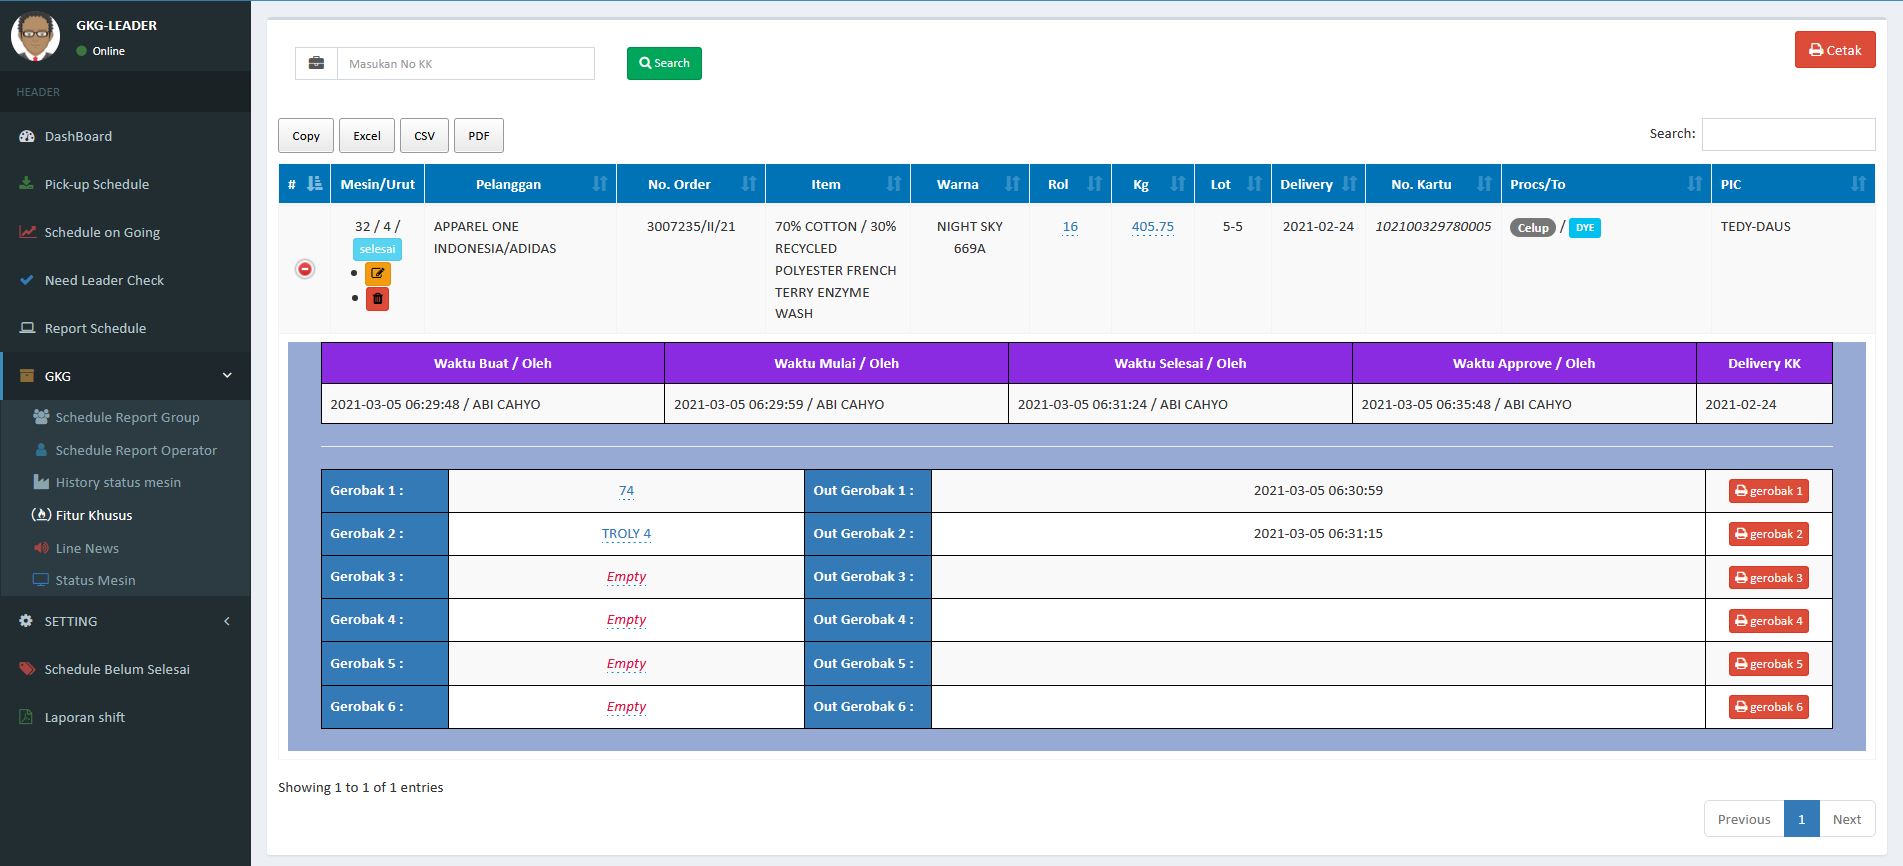 GKG-LEADER
Online
HEADER
DashBoard
Pick-up Schedule
Schedule on Going
Need Leader Check
Report Schedule
GKG
Schedule Report Group
Schedule Report Operator
History status mesin
Fitur Khusus
Line News
Status Mesin
SETTING
Schedule Belum Selesai
Laporan shift
Masukan No KK
Search
Cetak
Copy Excel CSV PDF
Search:
# Mesin/Urut Pelanggan No. Order Item Warna Rol Kg Lot Delivery No. Kartu Procs/To PIC
32 / 4 / APPAREL ONE 3007235/II/21 70% COTTON / 30% NIGHT SKY 16 405.75 5-5 2021-02-24 102100329780005 Celup / DYE TEDY-DAUS
selesai INDONESIA/ADIDAS RECYCLED 669A
POLYESTER FRENCH
TERRY ENZYME
WASH
Waktu Buat / Oleh Waktu Mulai / Oleh Waktu Selesai / Oleh Waktu Approve / Oleh Delivery KK
2021-03-05 06:29:48 / ABI CAHYO 2021-03-05 06:29:59 / ABI CAHYO 2021-03-05 06:31:24 / ABI CAHYO 2021-03-05 06:35:48 / ABI CAHYO 2021-02-24
Gerobak 1 : 74 Out Gerobak 1 : 2021-03-05 06:30:59 gerobak 1
Gerobak 2 : TROLY 4 Out Gerobak 2 : 2021-03-05 06:31:15 gerobak 2
Gerobak 3 : Empty Out Gerobak 3 : gerobak 3
Gerobak 4 : Empty Out Gerobak 4 : gerobak 4
Gerobak 5 : Empty Out Gerobak 5 : gerobak 5
Gerobak 6 : Empty Out Gerobak 6 : gerobak 6
Showing 1 to 1 of 1 entries
Previous 1 Next